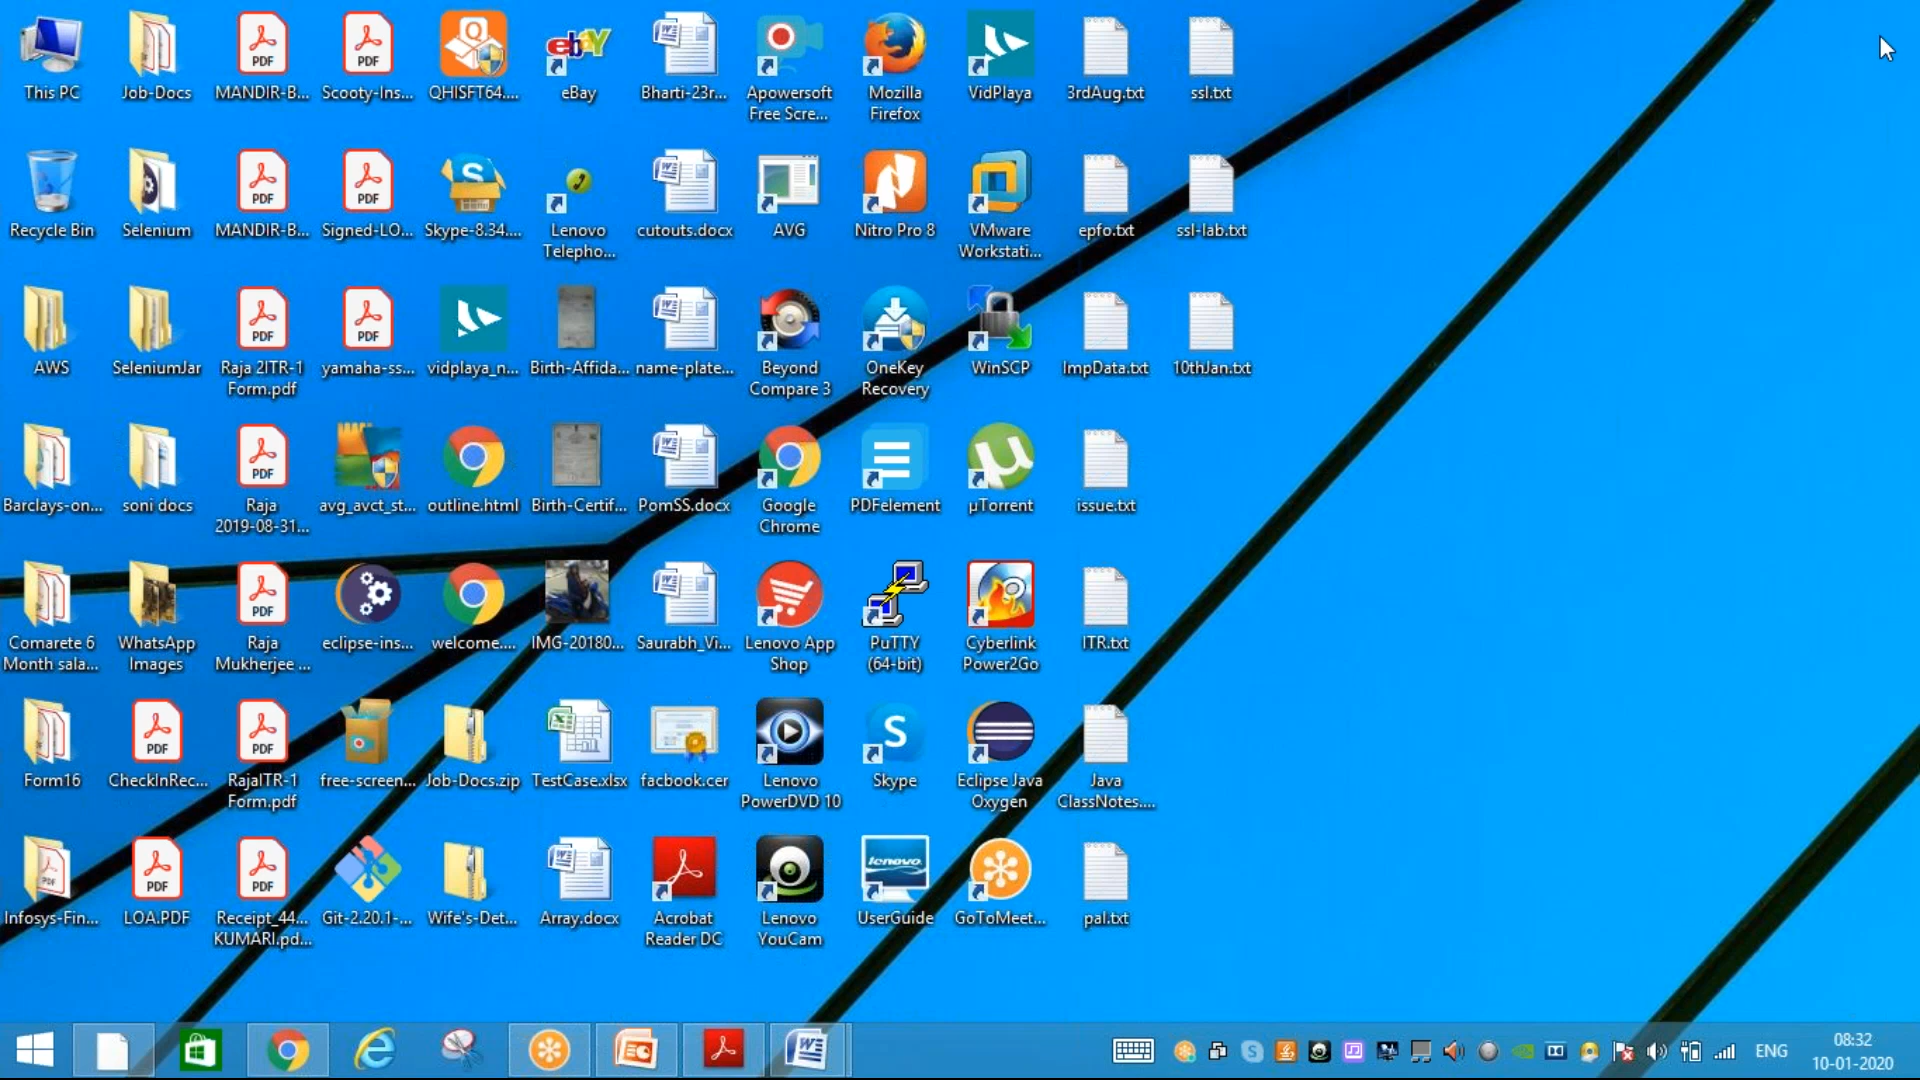 This PC
Job-Docs
MANDIR-B...
Scooty-Ins...
QHISFT64....
eBay
Bharti-23r...
Apowersoft
Free Scre...
Mozilla
Firefox
VidPlaya
3rdAug.txt
ssl.txt
Recycle Bin
Selenium
MANDIR-B...
Signed-LO...
Skype-8.34....
Lenovo
Telepho...
cutouts.docx
AVG
Nitro Pro 8
VMware
Workstati...
epfo.txt
ssl-lab.txt
AWS
SeleniumJar
Raja 2ITR-1
Form.pdf
yamaha-ss...
vidplaya_n...
Birth-Affida...
name-plate...
Beyond
Compare 3
OneKey
Recovery
WinSCP
ImpData.txt
10thJan.txt
Barclays-on...
soni docs
Raja
2019-08-31...
avg_avct_st...
outline.html
Birth-Certif...
PomSS.docx
Google
Chrome
PDFelement
µTorrent
issue.txt
Comarete 6
Month sala...
WhatsApp
Images
Raja
Mukherjee ...
eclipse-ins...
welcome....
IMG-20180...
Saurabh_Vi...
Lenovo App
Shop
PuTTY
(64-bit)
Cyberlink
Power2Go
ITR.txt
Form16
CheckInRec...
RajaITR-1
Form.pdf
free-screen...
Job-Docs.zip
TestCase.xlsx
facbook.cer
Lenovo
PowerDVD 10
Skype
Eclipse Java
Oxygen
Java
ClassNotes....
Infosys-Fin...
LOA.PDF
Receipt_44...
KUMARI.pd...
Git-2.20.1-...
Wife's-Det...
Array.docx
Acrobat
Reader DC
Lenovo
YouCam
UserGuide
GoToMeet...
pal.txt
ENG
08:32
10-01-2020